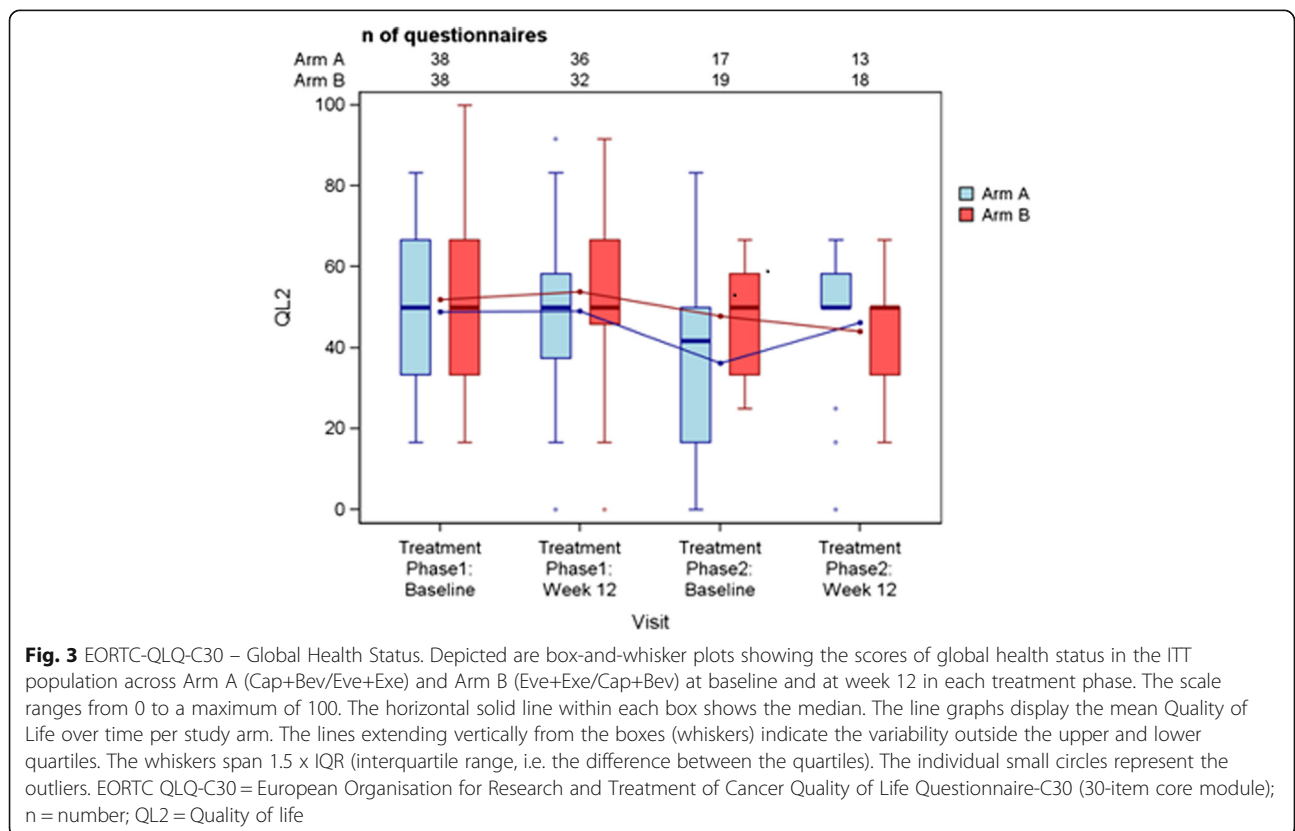 n of questionnaires
Arm A 38 36 17 13
Arm B 38 32 19 18
100
80
60
40
20
0
QL2
Arm A
Arm B
Treatment Phase1: Baseline
Treatment Phase1: Week 12
Treatment Phase2: Baseline
Treatment Phase2: Week 12
Visit
Fig. 3 EORTC-QLQ-C30 – Global Health Status. Depicted are box-and-whisker plots showing the scores of global health status in the ITT
population across Arm A (Cap+Bev/Eve+Exe) and Arm B (Eve+Exe/Cap+Bev) at baseline and at week 12 in each treatment phase. The scale
ranges from 0 to a maximum of 100. The horizontal solid line within each box shows the median. The line graphs display the mean Quality of
Life over time per study arm. The lines extending vertically from the boxes (whiskers) indicate the variability outside the upper and lower
quartiles. The whiskers span 1.5 x IQR (interquartile range, i.e. the difference between the quartiles). The individual small circles represent the
outliers. EORTC QLQ-C30 = European Organisation for Research and Treatment of Cancer Quality of Life Questionnaire-C30 (30-item core module);
n = number; QL2 = Quality of life